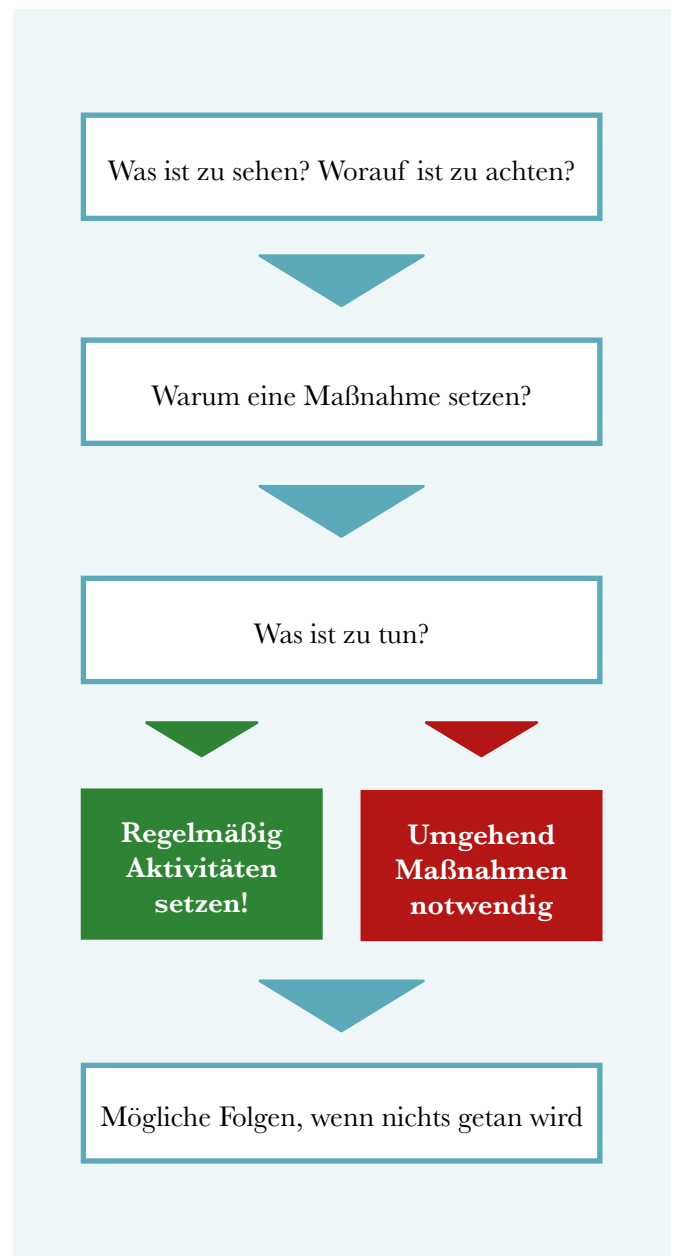 Was ist zu sehen? Worauf ist zu achten?
Warum eine Maßnahme setzen?
Was ist zu tun?
Regelmäßig
Aktivitäten
setzen!
Umgehend
Maßnahmen
notwendig
Mögliche Folgen, wenn nichts getan wird